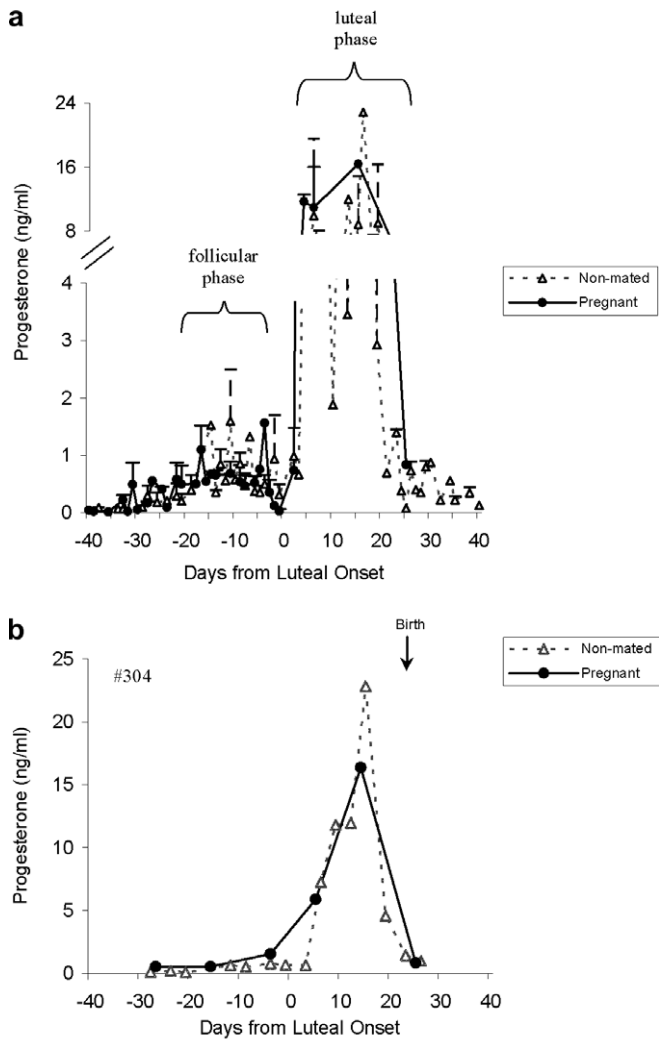 a
luteal
phase
24
16
8
Progesterone (ng/ml)
follicular
phase
4
3
2
1
0
-40 -30 -20 -10 0 10 20 30 40
Days from Luteal Onset
Non-mated
Pregnant
b
#304
Birth
Non-mated
Pregnant
25
20
15
10
5
0
Progesterone (ng/ml)
-40 -30 -20 -10 0 10 20 30 40
Days from Luteal Onset